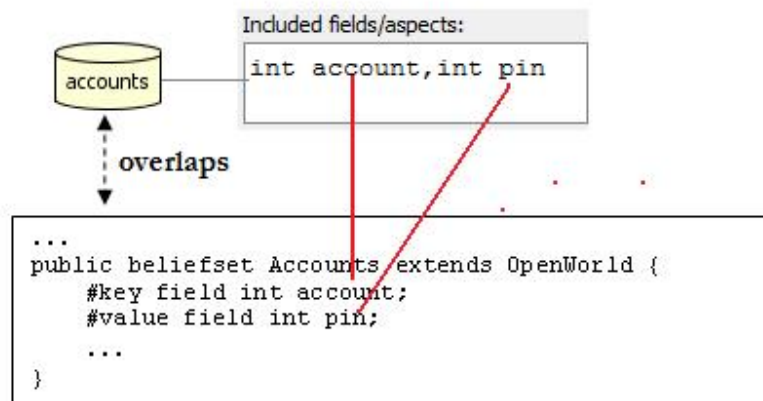 Included fields/aspects:
int account,int pin
accounts
overlaps
...
public beliefset Accounts extends OpenWorld {
#key field int account;
#value field int pin;
...
}